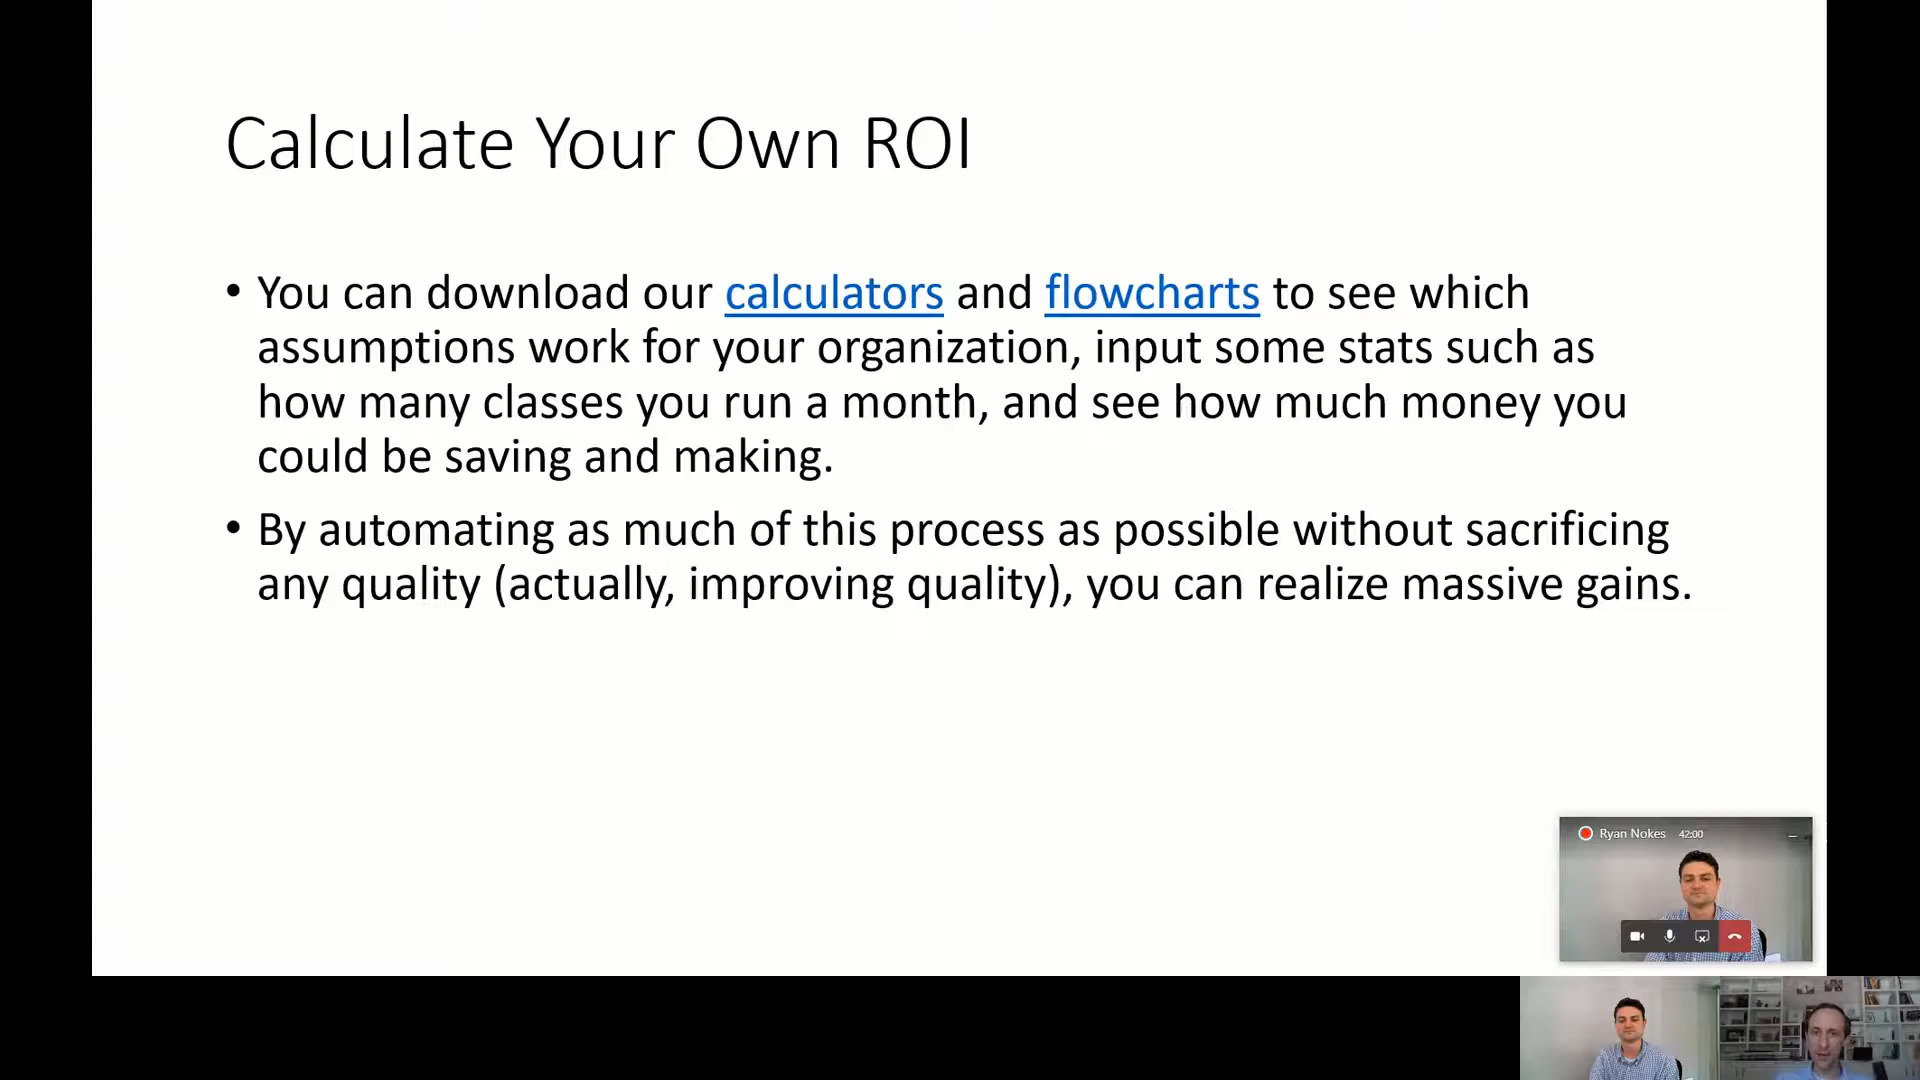 Calculate Your Own ROI
• You can download our calculators and flowcharts to see which
assumptions work for your organization, input some stats such as
how many classes you run a month, and see how much money you
could be saving and making.
• By automating as much of this process as possible without sacrificing
any quality (actually, improving quality), you can realize massive gains.
Ryan Nokes 42:00